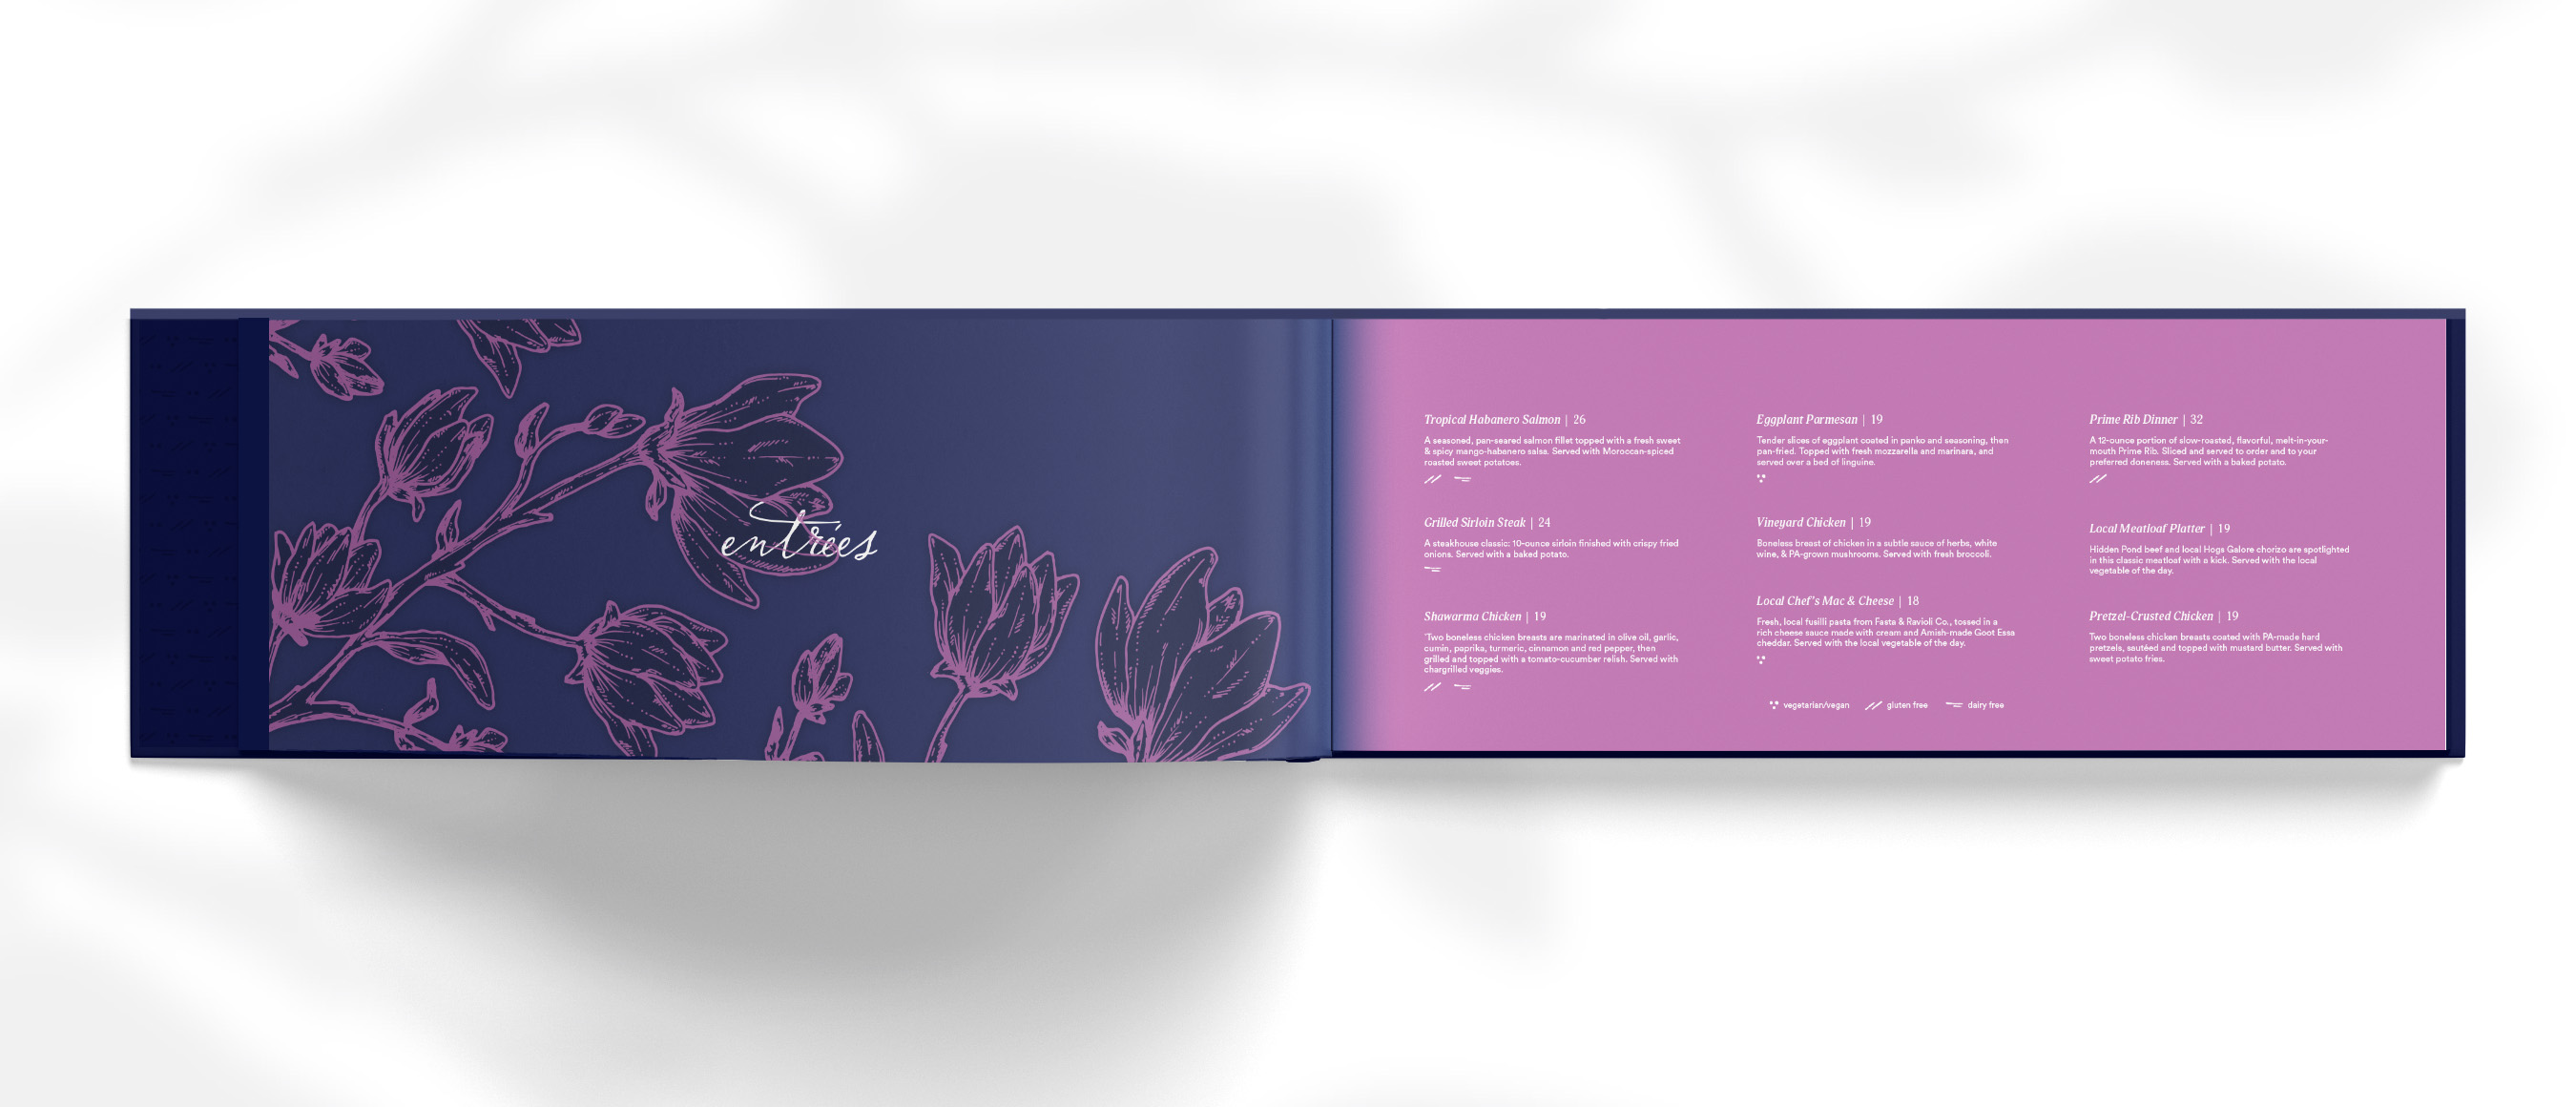 entrées
Tropical Habanero Salmon | 26
A seasoned, pan-seared salmon fillet topped with a fresh sweet
& spicy mango-habanero salsa. Served with Moroccan-spiced
roasted sweet potatoes.
Grilled Sirloin Steak | 24
A steakhouse classic: 10-ounce sirloin finished with crispy fried
onions. Served with a baked potato.
Shawarma Chicken | 19
'Two boneless chicken breasts are marinated in olive oil, garlic,
cumin, paprika, turmeric, cinnamon and red pepper, then
grilled and topped with a tomato-cucumber relish. Served with
chargrilled veggies.
Eggplant Parmesan | 19
Tender slices of eggplant coated in panko and seasoning, then
pan-fried. Topped with fresh mozzarella and marinara, and
served over a bed of linguine.
Vineyard Chicken | 19
Boneless breast of chicken in a subtle sauce of herbs, white
wine, & PA-grown mushrooms. Served with fresh broccoli.
Local Chef's Mac & Cheese | 18
Fresh, local fusilli pasta from Fasta & Ravioli Co., tossed in a
rich cheese sauce made with cream and Amish-made Goot Essa
cheddar. Served with the local vegetable of the day.
Prime Rib Dinner | 32
A 12-ounce portion of slow-roasted, flavorful, melt-in-your-
mouth Prime Rib. Sliced and served to order and to your
preferred doneness. Served with a baked potato.
Local Meatloaf Platter | 19
Hidden Pond beef and local Hogs Galore chorizo are spotlighted
in this classic meatloaf with a kick. Served with the local
vegetable of the day.
Pretzel-Crusted Chicken | 19
Two boneless chicken breasts coated with PA-made hard
pretzels, sautéed and topped with mustard butter. Served with
sweet potato fries.
vegetarian/vegan gluten free dairy free